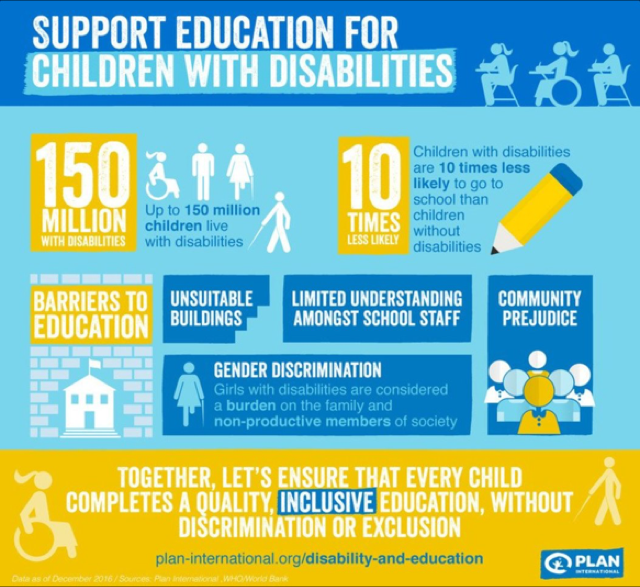 SUPPORT EDUCATION FOR
CHILDREN WITH DISABILITIES
150
MILLION
WITH DISABILITIES
Up to 150 million
children live
with disabilities
10
TIMES
LESS LIKELY
Children with disabilities
are 10 times less
likely to go to
school than
children
without
disabilities
BARRIERS TO
EDUCATION
UNSUITABLE
BUILDINGS
LIMITED UNDERSTANDING
AMONGST SCHOOL STAFF
COMMUNITY
PREJUDICE
GENDER DISCRIMINATION
Girls with disabilities are considered
a burden on the family and
non-productive members of society
TOGETHER, LET'S ENSURE THAT EVERY CHILD
COMPLETES A QUALITY, INCLUSIVE EDUCATION, WITHOUT
DISCRIMINATION OR EXCLUSION
plan-international.org/disability-and-education
Data as of December 2016 / Sources: Plan International, WHO/World Bank
PLAN
INTERNATIONAL